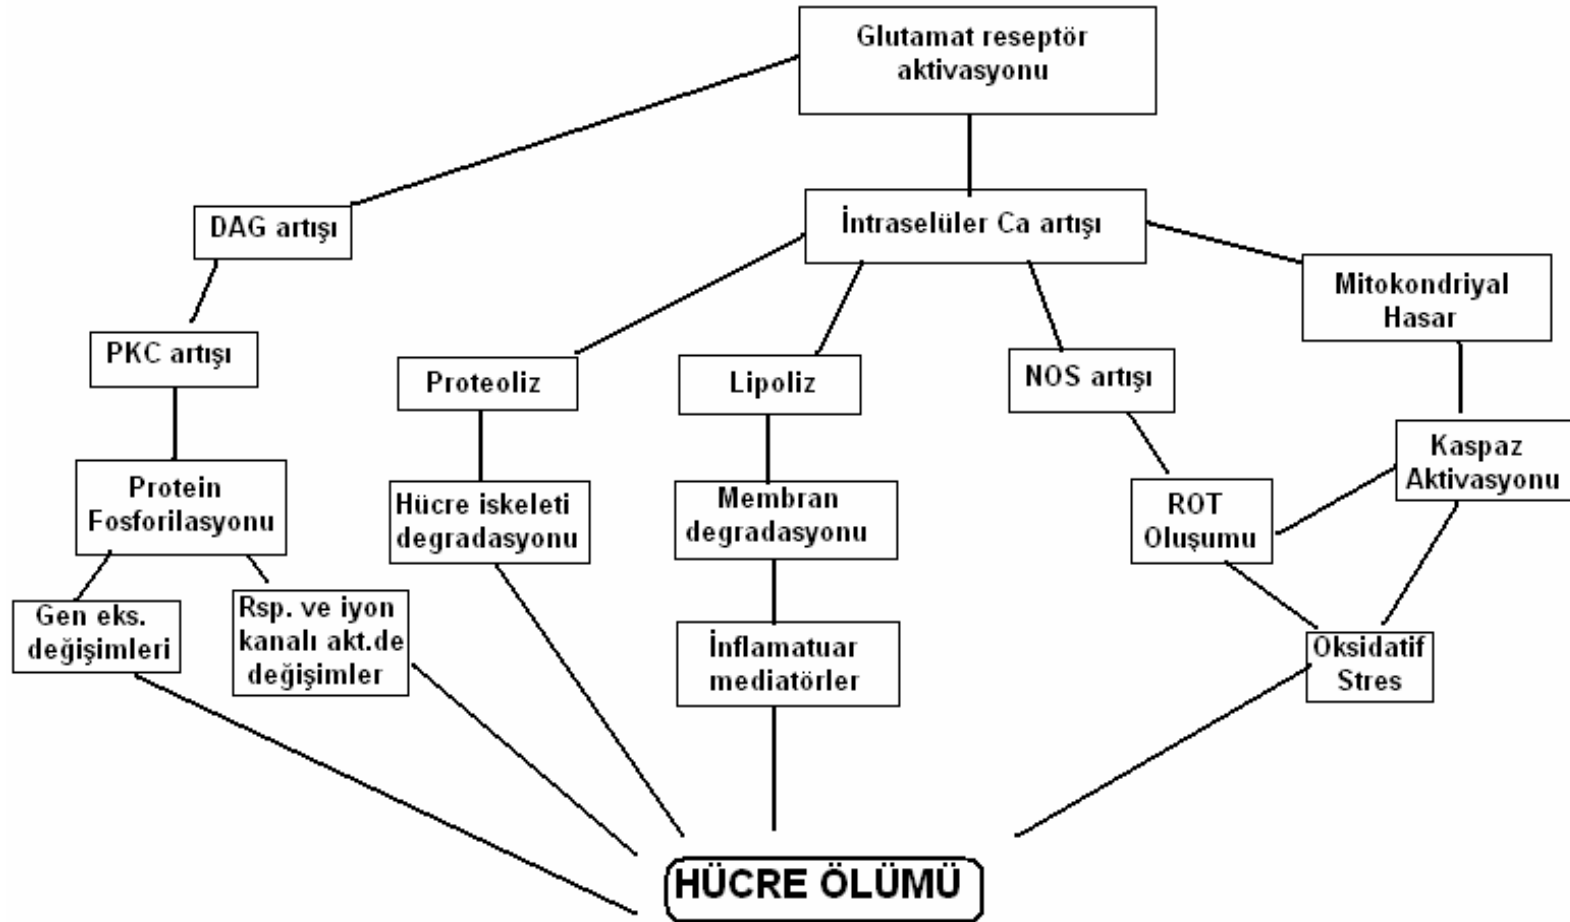 Glutamat reseptör
aktivasyonu
DAG artışı
İntraselüler Ca artışı
Mitokondriyal
Hasar
PKC artışı
Proteoliz
Lipoliz
NOS artışı
Kaspaz
Aktivasyonu
Protein
Fosforilasyonu
Hücre iskeleti
degradasyonu
Membran
degradasyonu
ROT
Oluşumu
Gen eks.
değişimleri
Rsp. ve iyon
kanalı akt.de
değişimler
İnflamatuar
mediatörler
Oksidatif
Stres
HÜCRE ÖLÜMÜ